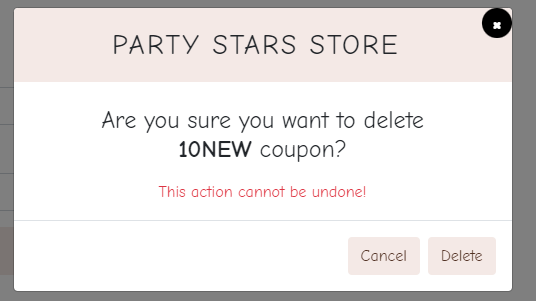 PARTY STARS STORE
Are you sure you want to delete
10NEW coupon?
This action cannot be undone!
Cancel Delete